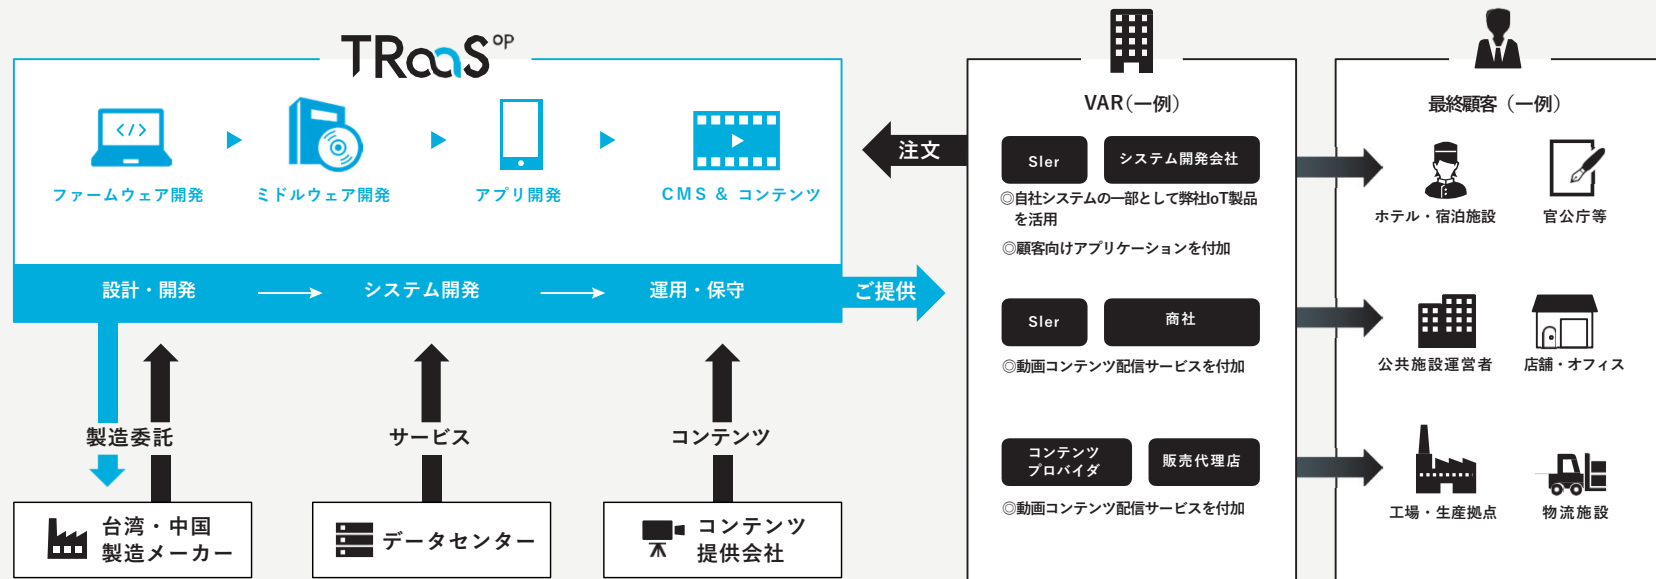 TRaaS OP
</>
ファームウェア開発
ミドルウェア開発
アプリ開発
CMS & コンテンツ
設計・開発
システム開発
運用・保守
注文
ご提供
製造委託
サービス
コンテンツ
台湾・中国
製造メーカー
データセンター
コンテンツ
提供会社
VAR(一例)
SIer
システム開発会社
◎自社システムの一部として弊社IoT製品
を活用
◎顧客向けアプリケーションを付加
SIer
商社
◎動画コンテンツ配信サービスを付加
コンテンツ
プロバイダ
販売代理店
◎動画コンテンツ配信サービスを付加
最終顧客（一例）
ホテル・宿泊施設
官公庁等
公共施設運営者
店舗・オフィス
工場・生産拠点
物流施設